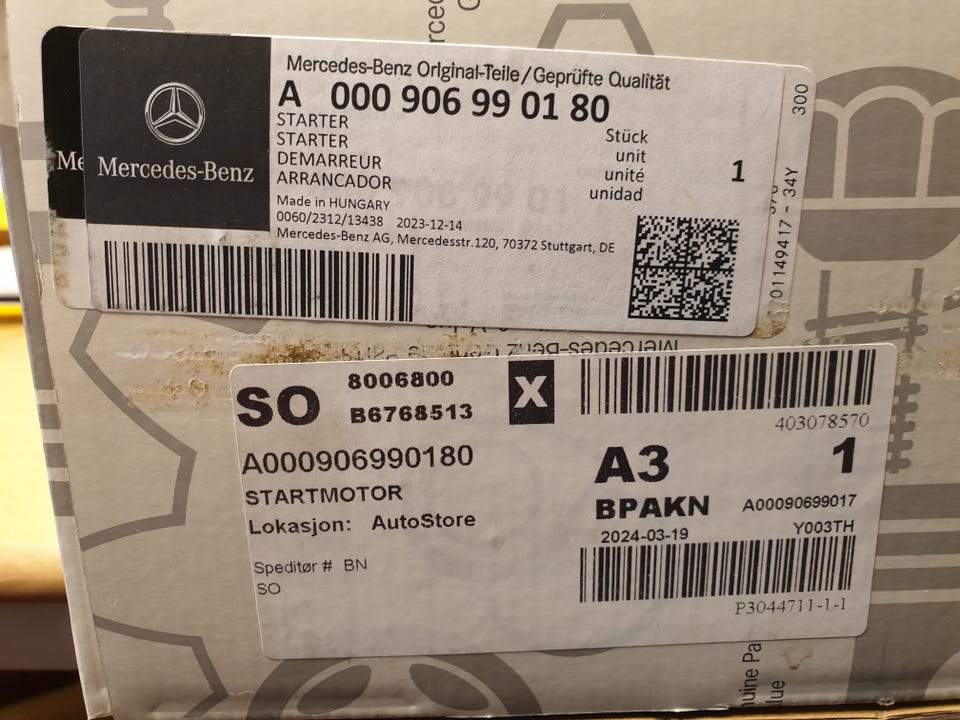 Mercedes-Benz Original-Teile/Geprüfte Qualität
A 000 906 99 01 80
STARTER
STARTER
DEMARREUR
ARRANCADOR
Stück
unit
unité
unidad
1
Made in HUNGARY
0060/2312/13438 2023-12-14
Mercedes-Benz AG, Mercedesstr.120, 70372 Stuttgart, DE
Me
Mercedes-Benz
300
01149417 - 34Y
SO
8006800
B6768513
X
403078570
A000906990180
STARTMOTOR
Lokasjon: AutoStore
Speditør # BN
SO
A3
1
BPAKN
A00090699017
2024-03-19
Y003TH
P3044711-1-1